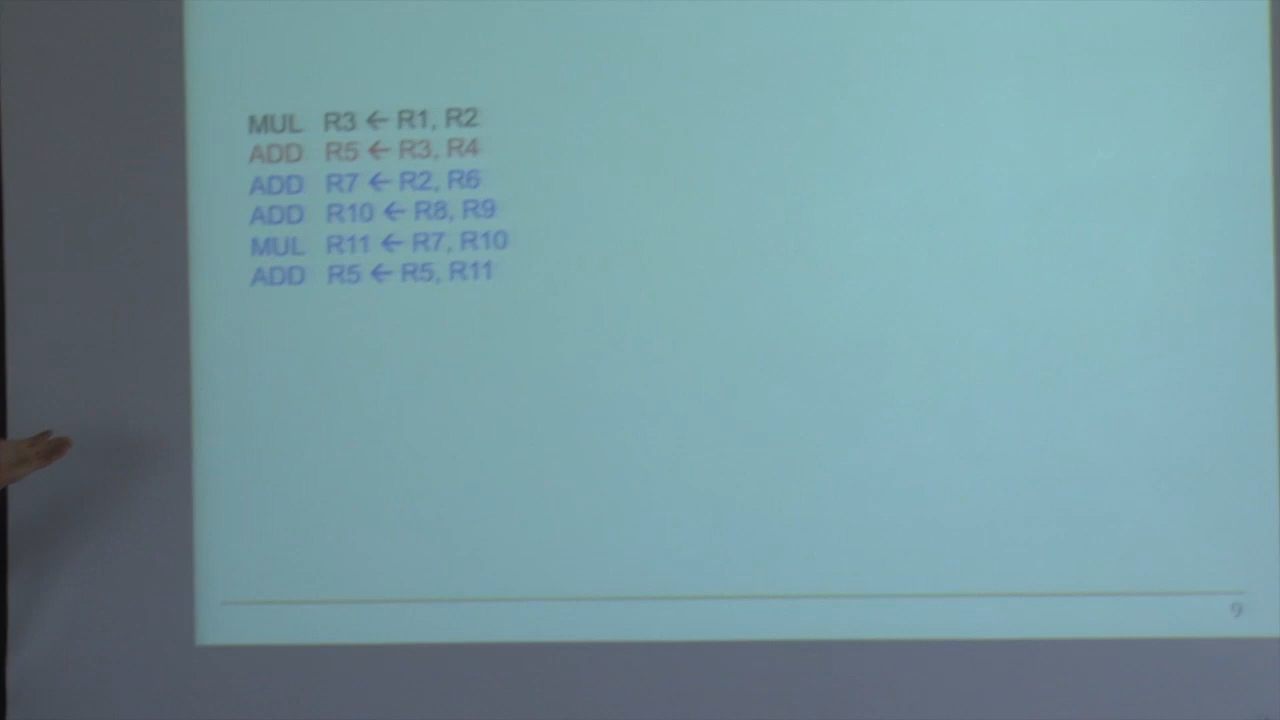 MUL R3 ← R1, R2
ADD R5 ← R3, R4
ADD R7 ← R2, R6
ADD R10 ← R8, R9
MUL R11 ← R7, R10
ADD R5 ← R5, R11
9